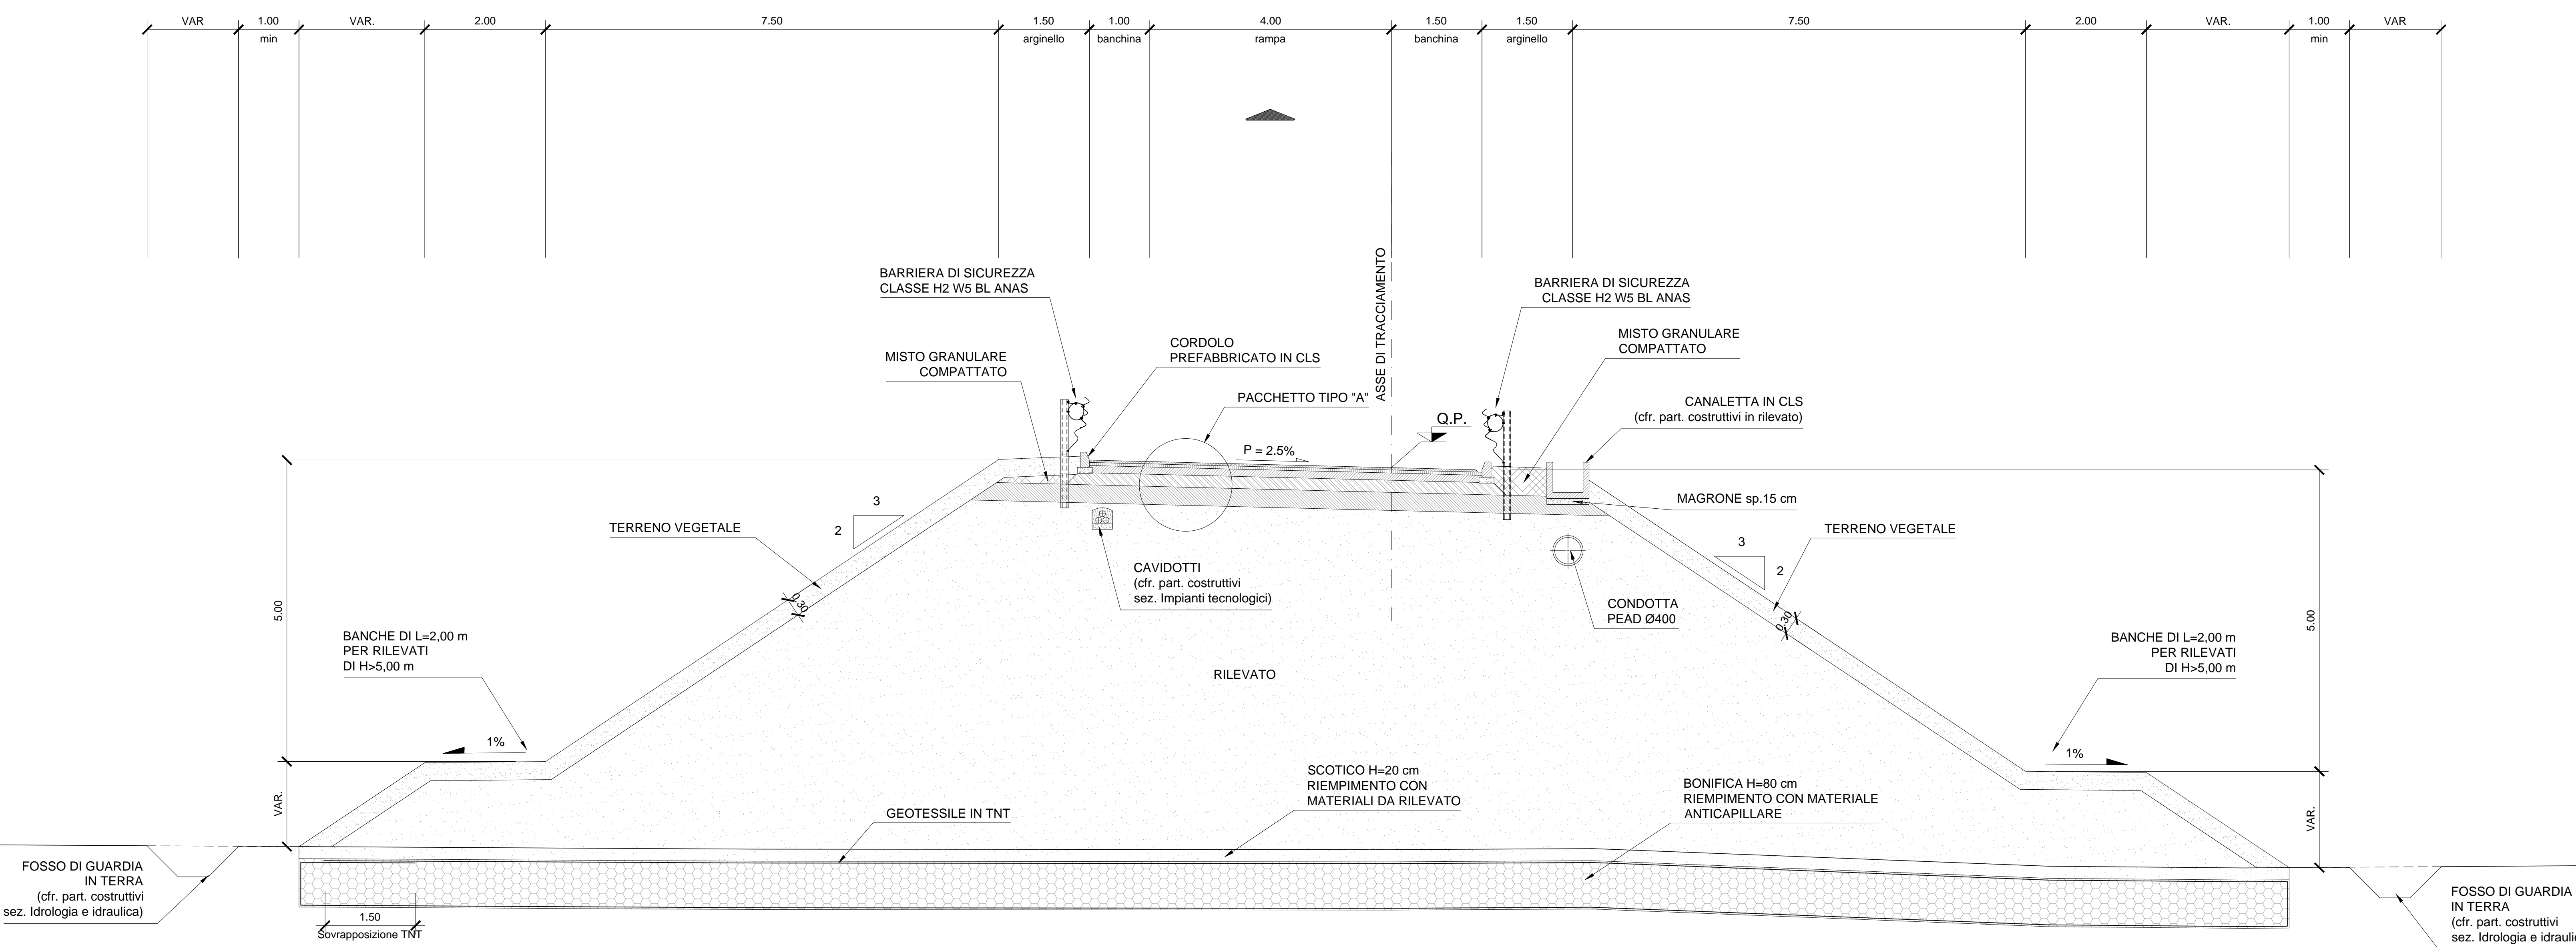 VAR 1.00 VAR. 2.00 7.50 1.50 1.00 4.00 1.50 1.50 7.50 2.00 VAR. 1.00 VAR
min arginello banchina rampa banchina arginello min
ASSE DI TRACCIAMENTO
BARRIERA DI SICUREZZA
CLASSE H2 W5 BL ANAS
BARRIERA DI SICUREZZA
CLASSE H2 W5 BL ANAS
MISTO GRANULARE
COMPATTATO
CORDOLO
PREFABBRICATO IN CLS
MISTO GRANULARE
COMPATTATO
PACCHETTO TIPO "A"
CANALETTA IN CLS
(cfr. part. costruttivi in rilevato)
Q.P.
P = 2.5%
MAGRONE sp.15 cm
3
2
TERRENO VEGETALE
3
2
TERRENO VEGETALE
CAVIDOTTI
(cfr. part. costruttivi
sez. Impianti tecnologici)
CONDOTTA
PEAD Ø400
0.30
0.30
5.00
5.00
BANCHE DI L=2,00 m
PER RILEVATI
DI H>5,00 m
BANCHE DI L=2,00 m
PER RILEVATI
DI H>5,00 m
RILEVATO
1%
1%
VAR.
VAR.
GEOTESSILE IN TNT
SCOTICO H=20 cm
RIEMPIMENTO CON
MATERIALI DA RILEVATO
BONIFICA H=80 cm
RIEMPIMENTO CON MATERIALE
ANTICAPILLARE
FOSSO DI GUARDIA
IN TERRA
(cfr. part. costruttivi
sez. Idrologia e idraulica)
1.50
Sovrapposizione TNT
FOSSO DI GUARDIA
IN TERRA
(cfr. part. costruttivi
sez. Idrologia e idrauli